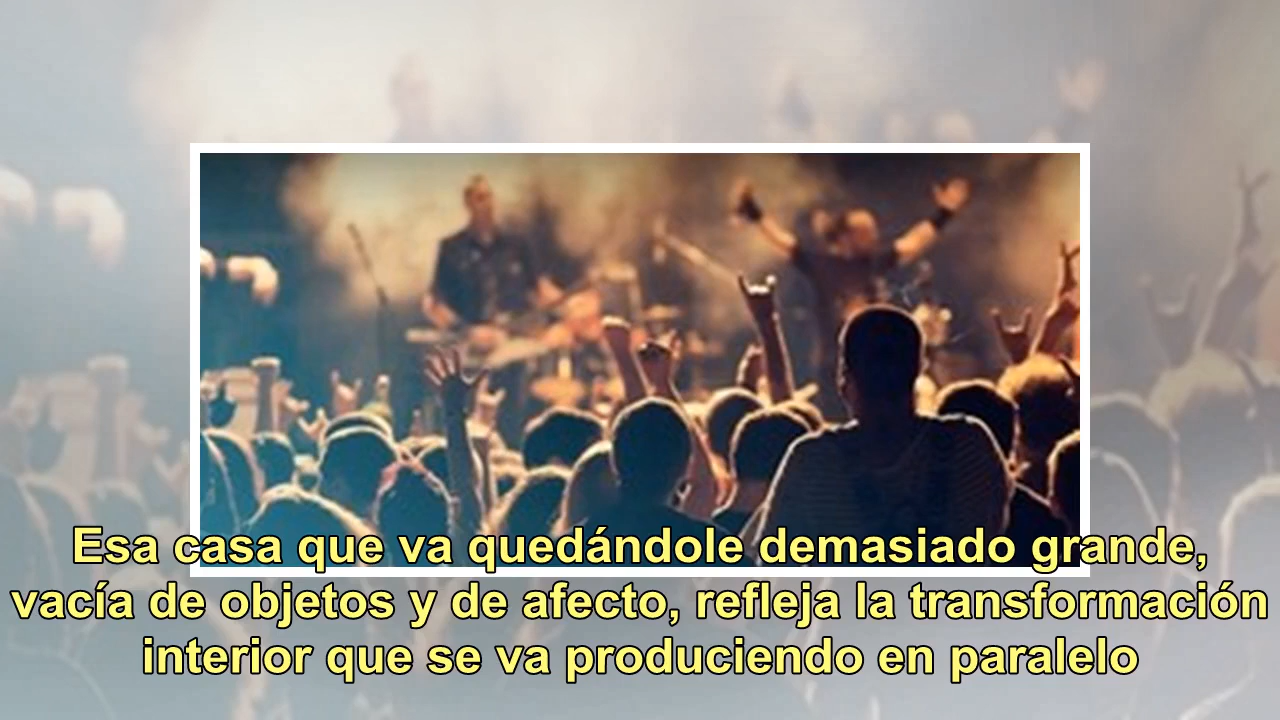 Esa casa que va quedándole demasiado grande,
vacía de objetos y de afecto, refleja la transformación
interior que se va produciendo en paralelo